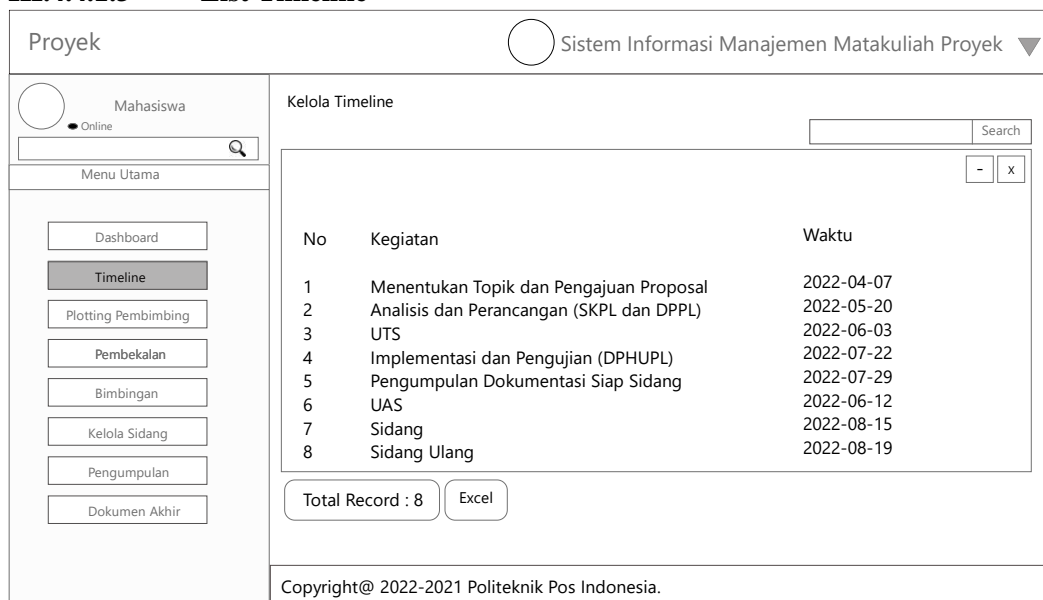 Proyek
Sistem Informasi Manajemen Matakuliah Proyek
Mahasiswa
Online
Menu Utama
Dashboard
Timeline
Plotting Pembimbing
Pembekalan
Bimbingan
Kelola Sidang
Pengumpulan
Dokumen Akhir
Kelola Timeline
Search
- x
No Kegiatan Waktu
1 Menentukan Topik dan Pengajuan Proposal 2022-04-07
2 Analisis dan Perancangan (SKPL dan DPPL) 2022-05-20
3 UTS 2022-06-03
4 Implementasi dan Pengujian (DPHUPL) 2022-07-22
5 Pengumpulan Dokumentasi Siap Sidang 2022-07-29
6 UAS 2022-06-12
7 Sidang 2022-08-15
8 Sidang Ulang 2022-08-19
Total Record : 8 Excel
Copyright@ 2022-2021 Politeknik Pos Indonesia.